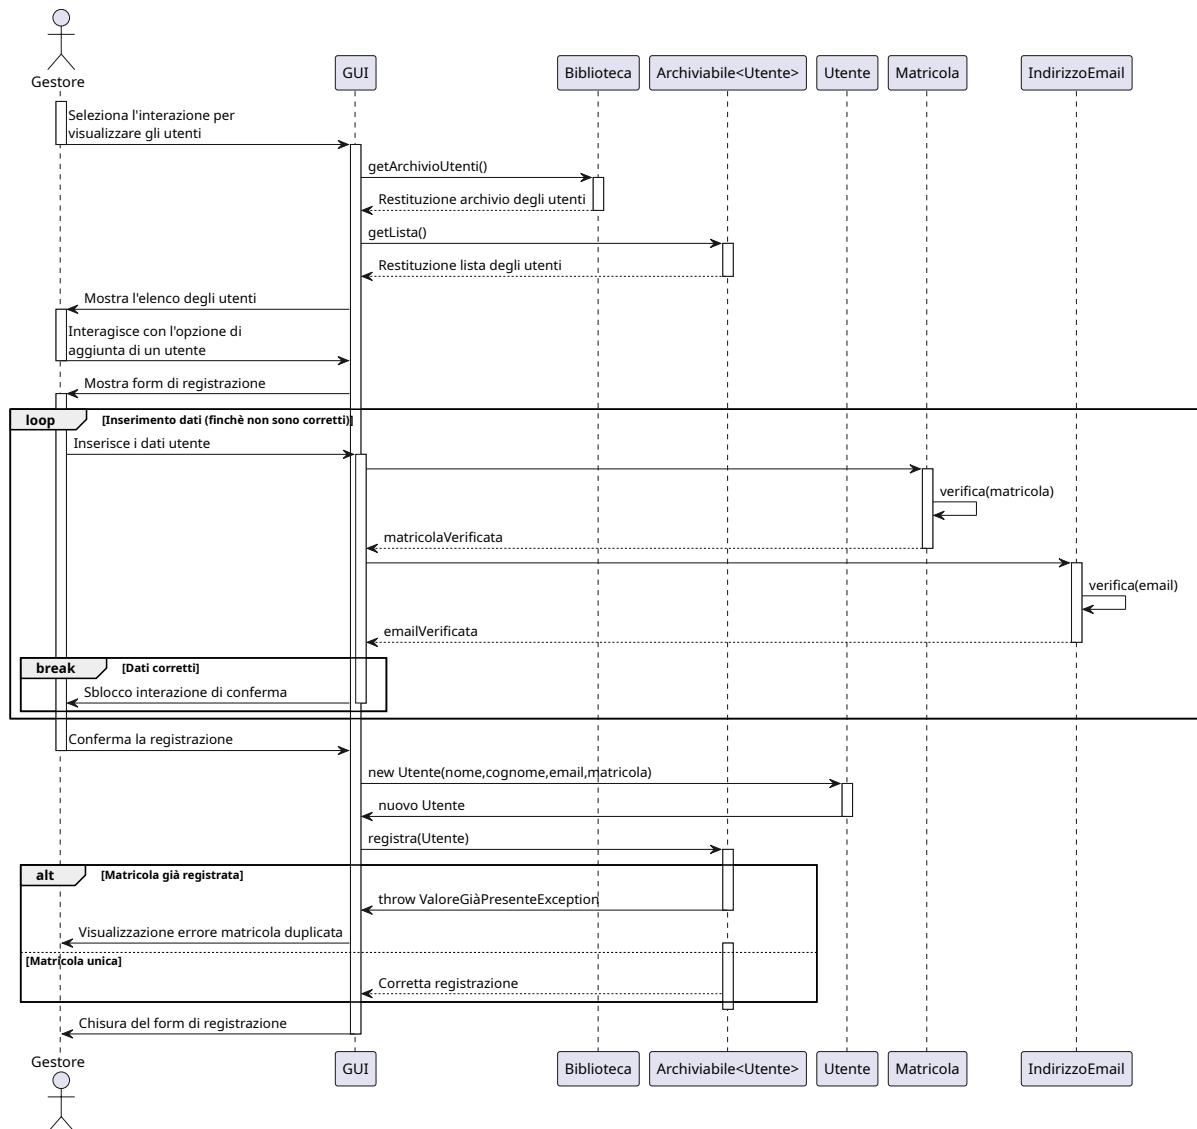 Gestore
GUI
Biblioteca
Archiviabile<Utente>
Utente
Matricola
IndirizzoEmail
Seleziona l'interazione per
visualizzare gli utenti
getArchivioUtenti()
Restituzione archivio degli utenti
getLista()
Restituzione lista degli utenti
Mostra l'elenco degli utenti
Interagisce con l'opzione di
aggiunta di un utente
Mostra form di registrazione
loop [Inserimento dati (finchè non sono corretti)]
Inserisce i dati utente
verifica(matricola)
matricolaVerificata
verifica(email)
emailVerificata
break [Dati corretti]
Sblocco interazione di conferma
Conferma la registrazione
new Utente(nome,cognome,email,matricola)
nuovo Utente
registra(Utente)
alt [Matricola già registrata]
throw ValoreGiàPresenteException
Visualizzazione errore matricola duplicata
[Matricola unica]
Corretta registrazione
Chisura del form di registrazione
Gestore
GUI
Biblioteca
Archiviabile<Utente>
Utente
Matricola
IndirizzoEmail